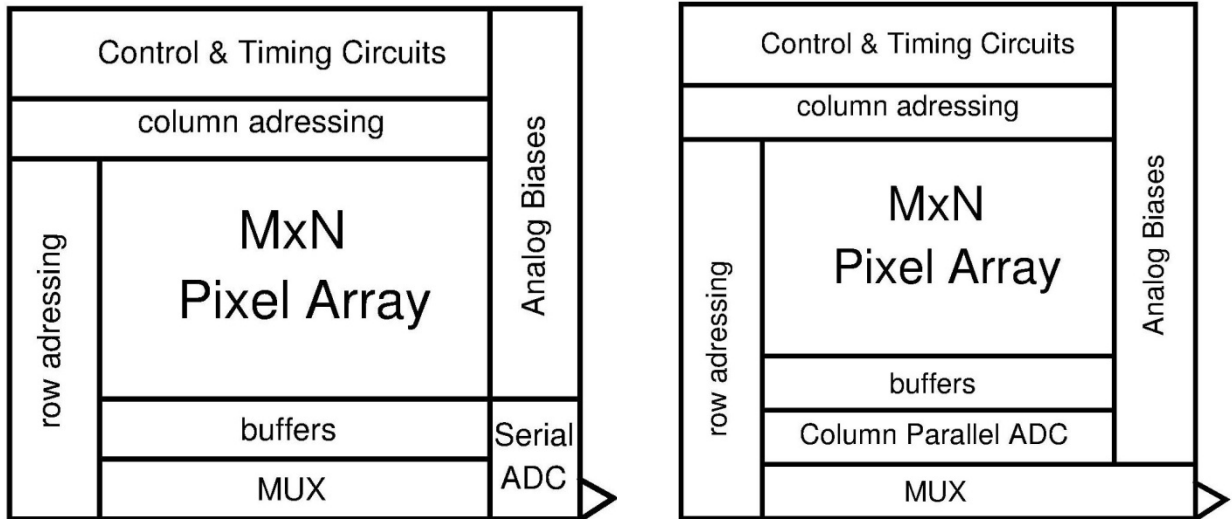 Control & Timing Circuits
column adressing
row adressing
MxN
Pixel Array
Analog Biases
buffers
MUX
Serial
ADC
Control & Timing Circuits
column adressing
row adressing
MxN
Pixel Array
Analog Biases
buffers
Column Parallel ADC
MUX